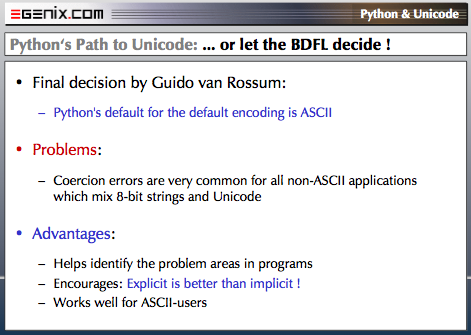 EGENIX.COM
Python & Unicode
Python's Path to Unicode: ... or let the BDFL decide !
• Final decision by Guido van Rossum:
– Python's default for the default encoding is ASCII
• Problems:
– Coercion errors are very common for all non-ASCII applications
which mix 8-bit strings and Unicode
• Advantages:
– Helps identify the problem areas in programs
– Encourages: Explicit is better than implicit !
– Works well for ASCII-users